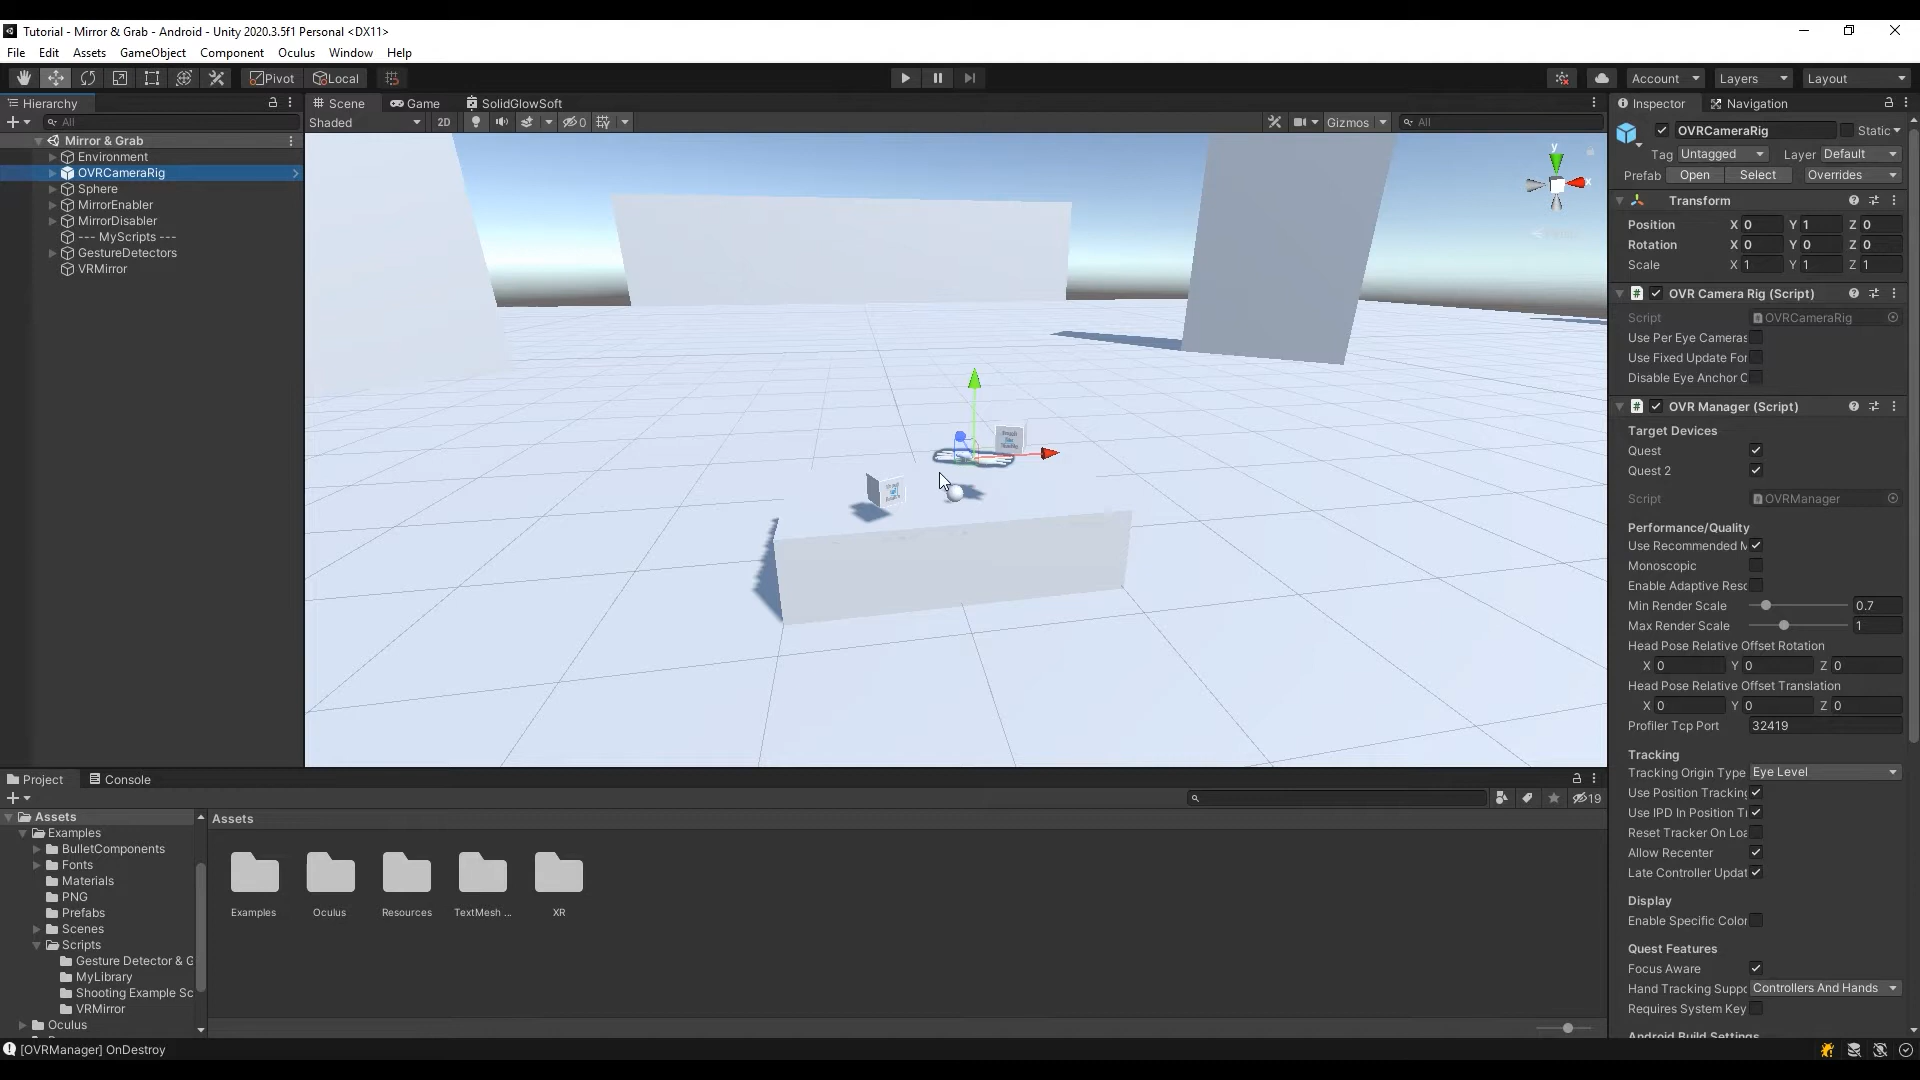 Tutorial - Mirror & Grab - Android - Unity 2020.3.5f1 Personal <DX11>
File Edit Assets GameObject Component Oculus Window Help
Pivot Local Account Layers Layout
Hierarchy
All
Mirror & Grab
Environment
OVRCameraRig
Sphere
MirrorEnabler
MirrorDisabler
--- MyScripts ---
GestureDetectors
VRMirror
Scene Game SolidGlowSoft
Shaded 2D 0 Gizmos All
y
x
Inspector Navigation
OVRCameraRig Static
Tag Untagged Layer Default
Prefab Open Select Overrides
Transform
Position X 0 Y 1 Z 0
Rotation X 0 Y 0 Z 0
Scale X 1 Y 1 Z 1
OVR Camera Rig (Script)
Script OVRCameraRig
Use Per Eye Cameras
Use Fixed Update For
Disable Eye Anchor C
OVR Manager (Script)
Target Devices
Quest
Quest 2
Script OVRManager
Performance/Quality
Use Recommended M
Monoscopic
Enable Adaptive Reso
Min Render Scale 0.7
Max Render Scale 1
Head Pose Relative Offset Rotation
X 0 Y 0 Z 0
Head Pose Relative Offset Translation
X 0 Y 0 Z 0
Profiler Tcp Port 32419
Tracking
Tracking Origin Type Eye Level
Use Position Tracking
Use IPD In Position Tr
Reset Tracker On Loa
Allow Recenter
Late Controller Updat
Display
Enable Specific Color
Quest Features
Focus Aware
Hand Tracking Suppo Controllers And Hands
Requires System Key
Android Build Settings
Project Console
19
Assets
Examples
BulletComponents
Fonts
Materials
PNG
Prefabs
Scenes
Scripts
Gesture Detector & G
MyLibrary
Shooting Example Sc
VRMirror
Oculus
Assets
Examples Oculus Resources TextMesh ... XR
[OVRManager] OnDestroy